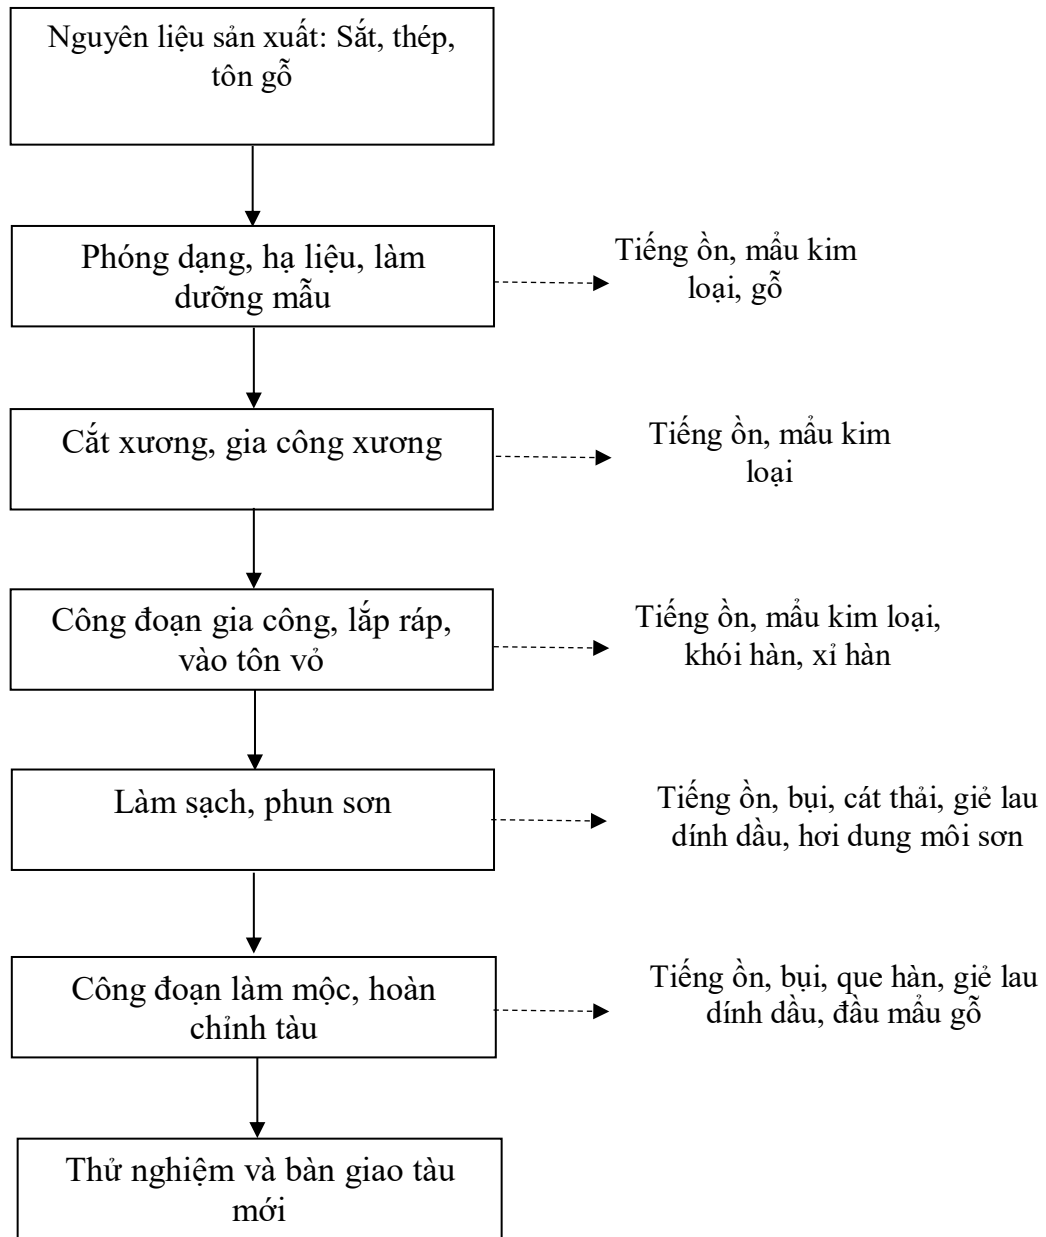 Nguyên liệu sản xuất: Sắt, thép,
tôn gỗ
Phóng dạng, hạ liệu, làm
dưỡng mẫu
Tiếng ồn, mẩu kim
loại, gỗ
Cắt xương, gia công xương
Tiếng ồn, mẩu kim
loại
Công đoạn gia công, lắp ráp,
vào tôn vỏ
Tiếng ồn, mẩu kim loại,
khói hàn, xỉ hàn
Làm sạch, phun sơn
Tiếng ồn, bụi, cát thải, giẻ lau
dính dầu, hơi dung môi sơn
Công đoạn làm mộc, hoàn
chỉnh tàu
Tiếng ồn, bụi, que hàn, giẻ lau
dính dầu, đầu mẩu gỗ
Thử nghiệm và bàn giao tàu
mới